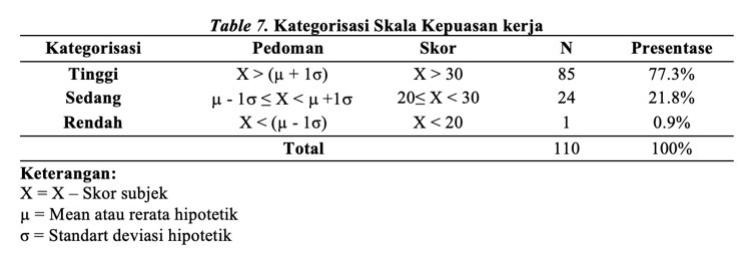 Table 7. Kategorisasi Skala Kepuasan kerja
Kategorisasi Pedoman Skor N Presentase
Tinggi X > (μ + 1σ) X > 30 85 77.3%
Sedang μ - 1σ ≤ X < μ +1σ 20≤ X < 30 24 21.8%
Rendah X < (μ - 1σ) X < 20 1 0.9%
Total 110 100%
Keterangan:
X = X – Skor subjek
μ = Mean atau rerata hipotetik
σ = Standart deviasi hipotetik